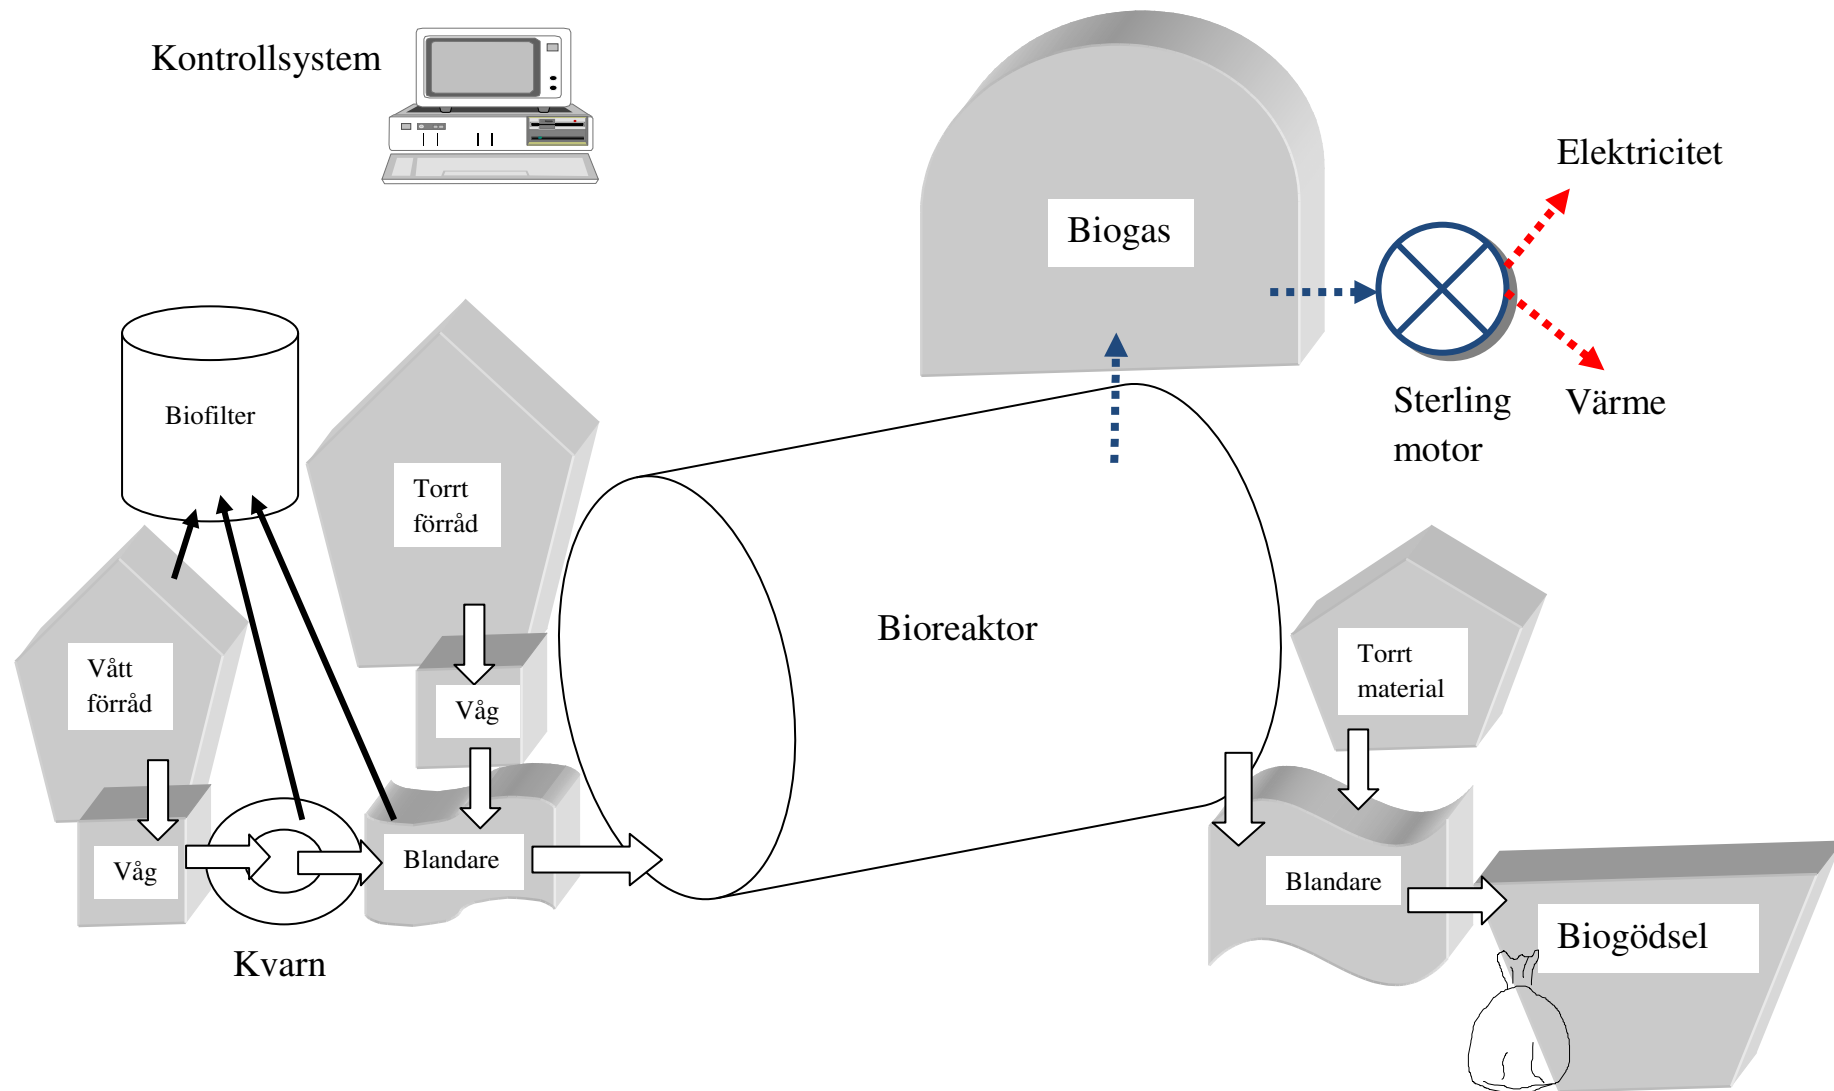 Kontrollsystem
Elektricitet
Biogas
Sterling
motor
Värme
Biofilter
Torrt
förråd
Bioreaktor
Vått
förråd
Våg
Torrt
material
Våg
Blandare
Blandare
Kvarn
Biogödsel